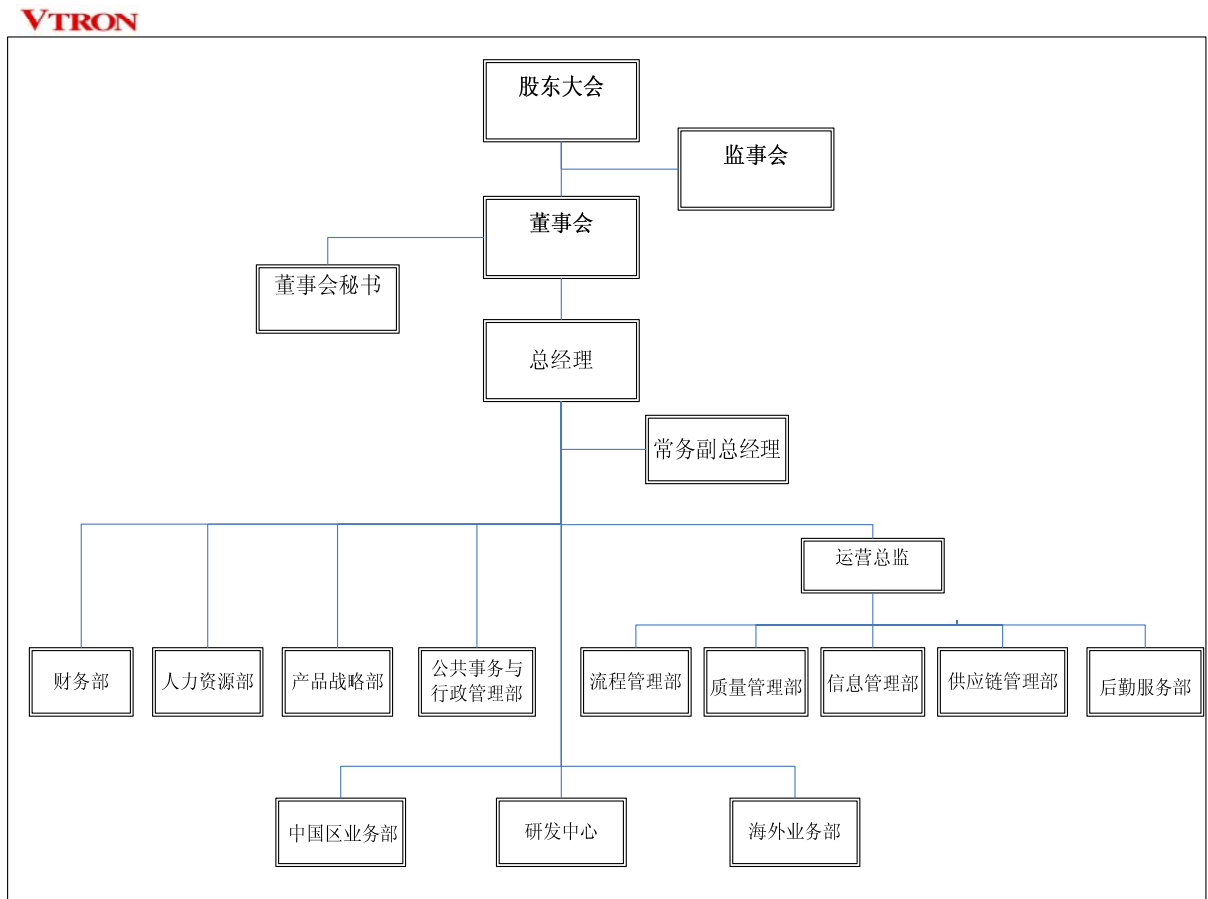 VTRON
股东大会
监事会
董事会
董事会秘书
总经理
常务副总经理
运营总监
财务部
人力资源部
产品战略部
公共事务与
行政管理部
流程管理部
质量管理部
信息管理部
供应链管理部
后勤服务部
中国区业务部
研发中心
海外业务部